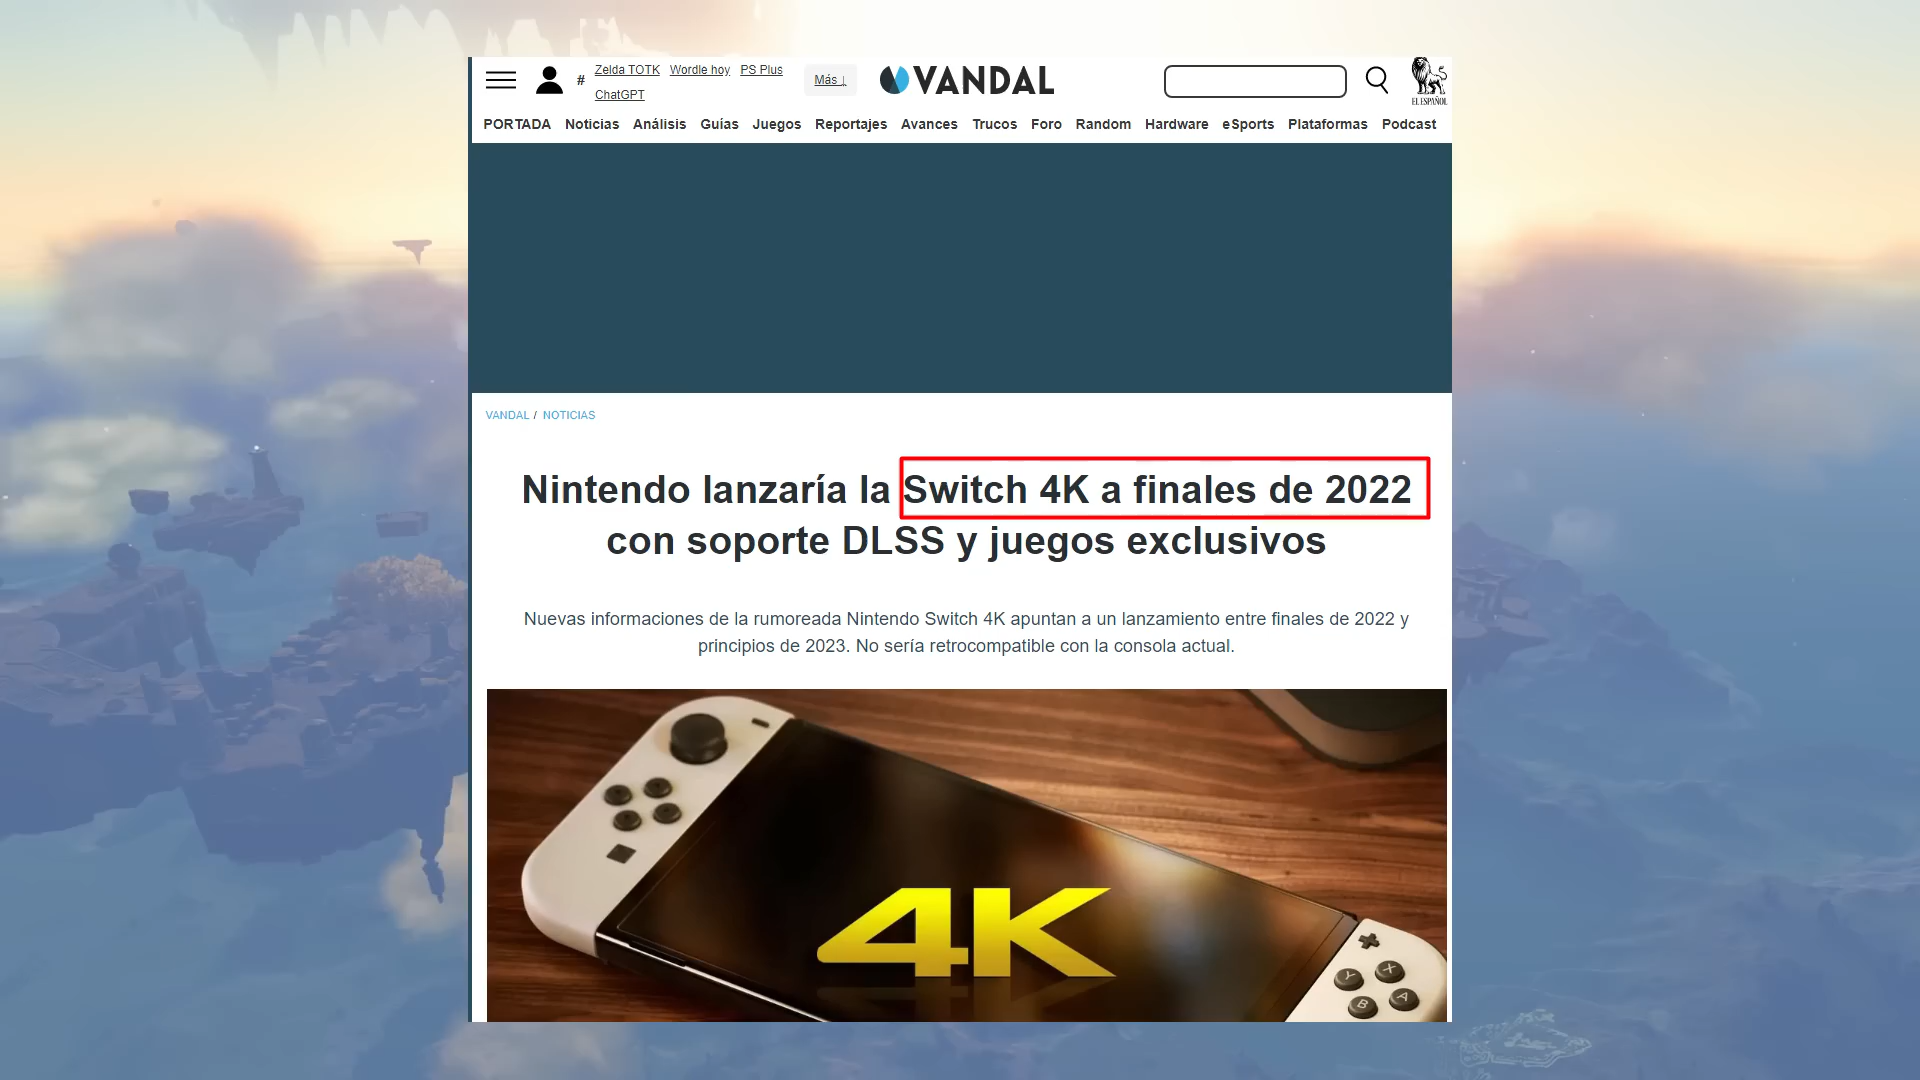 # Zelda TOTK Wordle hoy PS Plus
ChatGPT
Más ↓
VANDAL
EL ESPAÑOL
PORTADA Noticias Análisis Guías Juegos Reportajes Avances Trucos Foro Random Hardware eSports Plataformas Podcast
VANDAL / NOTICIAS
Nintendo lanzaría la Switch 4K a finales de 2022
con soporte DLSS y juegos exclusivos
Nuevas informaciones de la rumoreada Nintendo Switch 4K apuntan a un lanzamiento entre finales de 2022 y
principios de 2023. No sería retrocompatible con la consola actual.
4K
X
Y
A
B